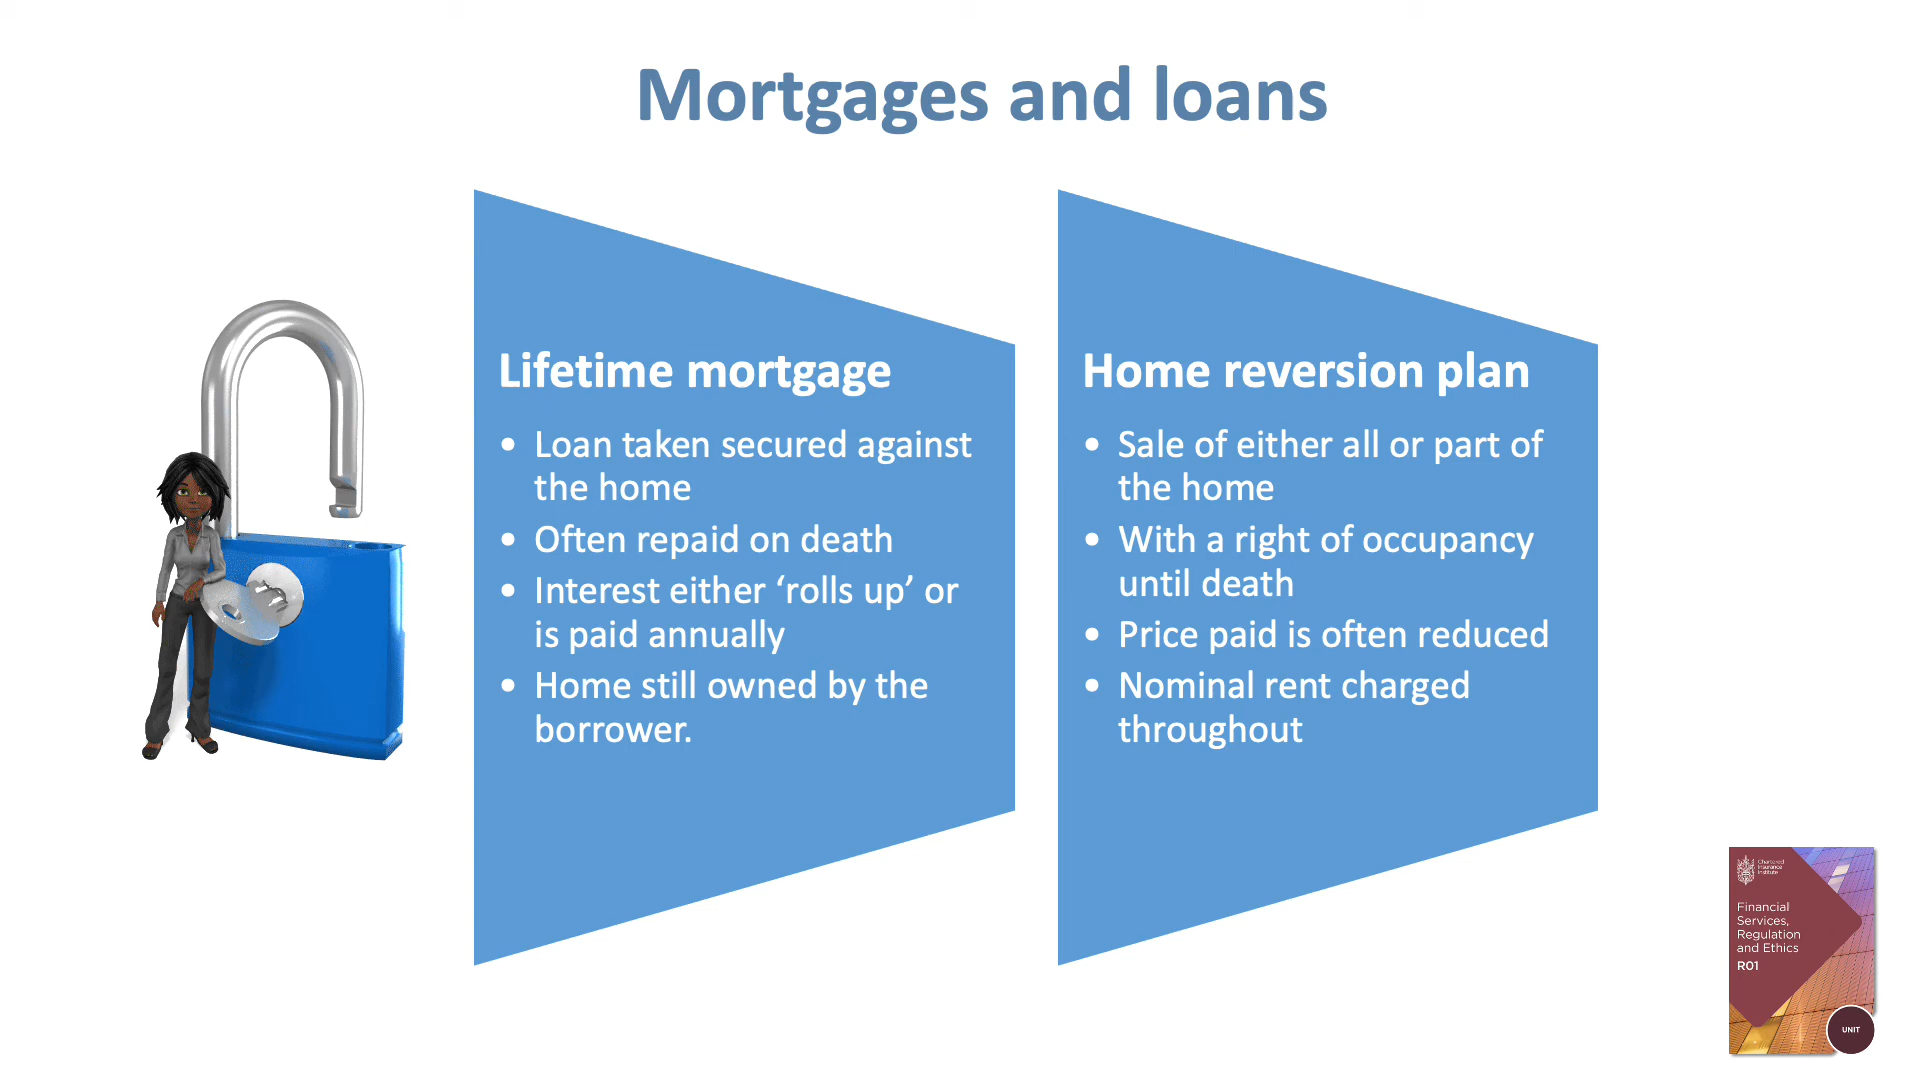 Mortgages and loans
Lifetime mortgage
• Loan taken secured against
the home
• Often repaid on death
• Interest either ‘rolls up’ or
is paid annually
• Home still owned by the
borrower.
Home reversion plan
• Sale of either all or part of
the home
• With a right of occupancy
until death
• Price paid is often reduced
• Nominal rent charged
throughout
Chartered
Insurance
Institute
Financial
Services,
Regulation
and Ethics
R01
UNIT